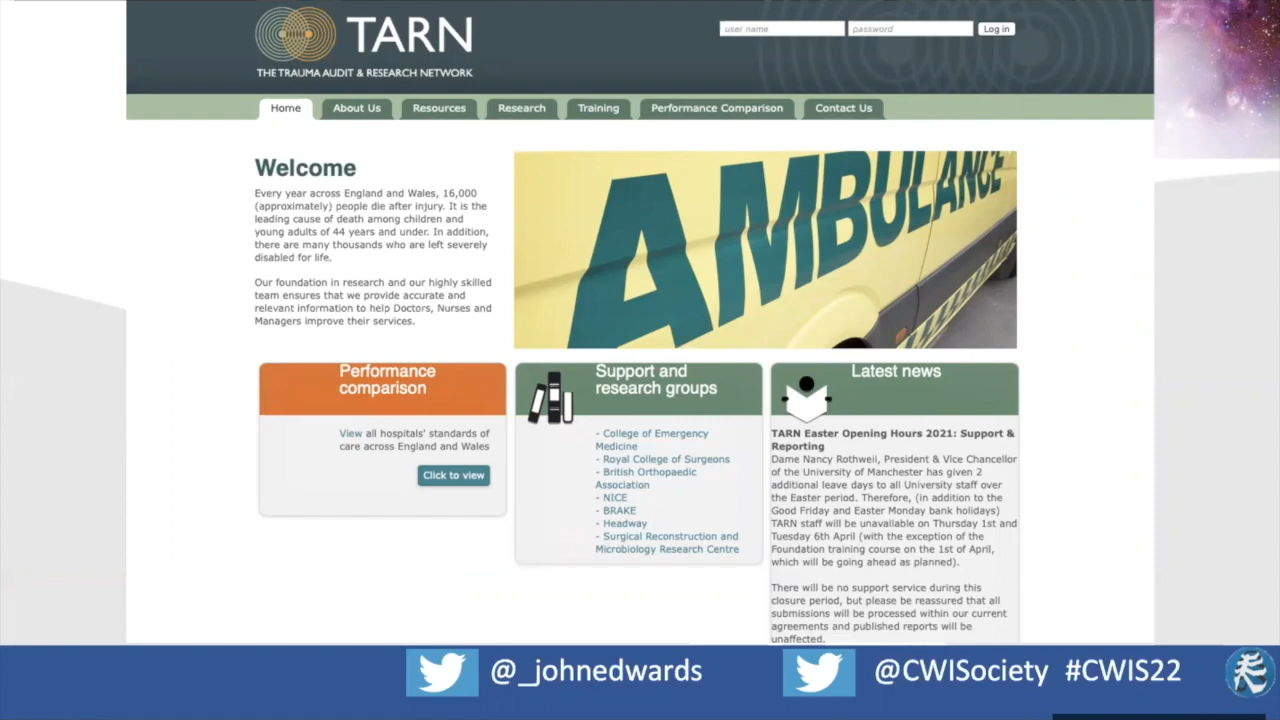 TARN
THE TRAUMA AUDIT & RESEARCH NETWORK
user name
password
Log in
Home
About Us
Resources
Research
Training
Performance Comparison
Contact Us
Welcome
Every year across England and Wales, 16,000
(approximately) people die after injury. It is the
leading cause of death among children and
young adults of 44 years and under. In addition,
there are many thousands who are left severely
disabled for life.
Our foundation in research and our highly skilled
team ensures that we provide accurate and
relevant information to help Doctors, Nurses and
Managers improve their services.
AMBULANCE
Performance
comparison
View all hospitals' standards of
care across England and Wales
Click to view
Support and
research groups
- College of Emergency
Medicine
- Royal College of Surgeons
- British Orthopaedic
Association
- NICE
- BRAKE
- Headway
- Surgical Reconstruction and
Microbiology Research Centre
Latest news
TARN Easter Opening Hours 2021: Support &
Reporting
Dame Nancy Rothwell, President & Vice Chancellor
of the University of Manchester has given 2
additional leave days to all University staff over
the Easter period. Therefore, (in addition to the
Good Friday and Easter Monday bank holidays)
TARN staff will be unavailable on Thursday 1st and
Tuesday 6th April (with the exception of the
Foundation training course on the 1st of April,
which will be going ahead as planned).
There will be no support service during this
closure period, but please be reassured that all
submissions will be processed within our current
agreements and published reports will be
unaffected.
@_johnedwards
@CWISociety #CWIS22